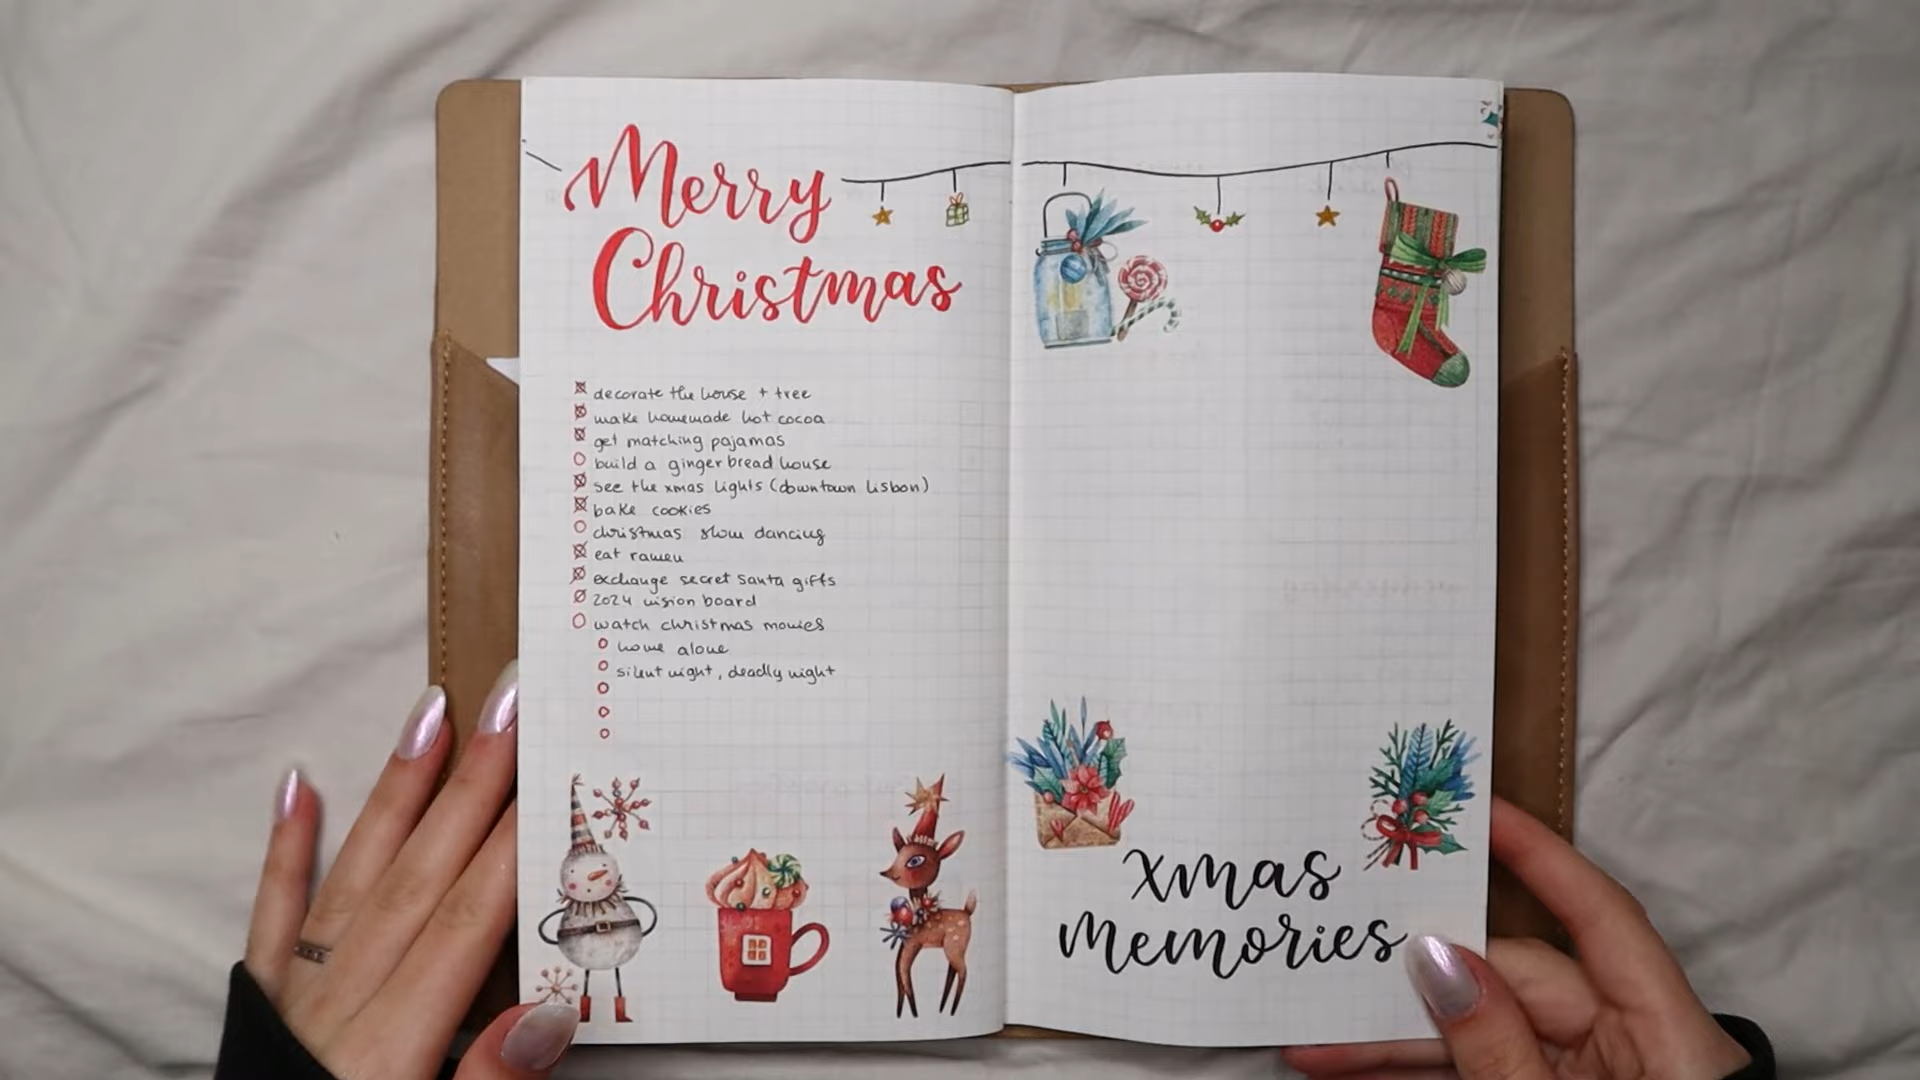 Merry
Christmas
decorate the house + tree
make homemade hot cocoa
get matching pajamas
build a gingerbread house
see the xmas lights (downtown lisbon)
bake cookies
christmas slow dancing
eat ramen
exchange secret santa gifts
2024 vision board
watch christmas movies
home alone
silent night, deadly night
xmas
memories